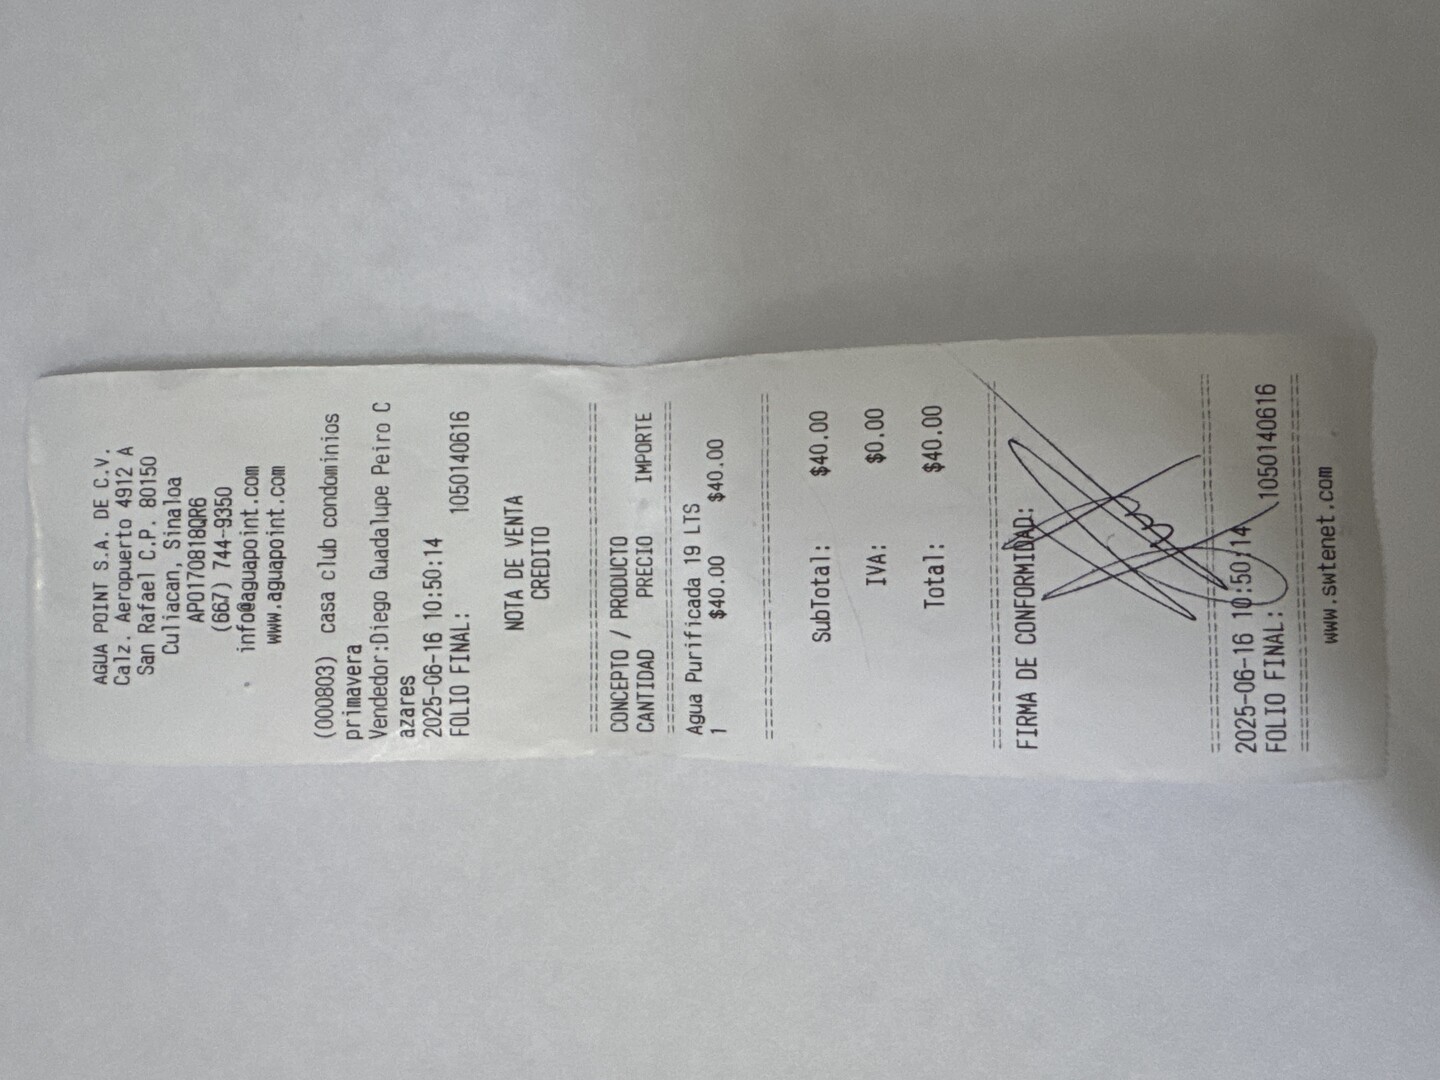 AGUA POINT S.A. DE C.V.
Calz. Aeropuerto 4912 A
San Rafael C.P. 80150
Culiacan, Sinaloa
APO170818QR6
(667) 744-9350
info@aguapoint.com
www.aguapoint.com
(000803) casa club condominios
primavera
Vendedor:Diego Guadalupe Peiro C
azares
2025-06-16 10:50:14
FOLIO FINAL: 1050140616
NOTA DE VENTA
CREDITO
================================
CONCEPTO / PRODUCTO
CANTIDAD PRECIO IMPORTE
================================
Agua Purificada 19 LTS
1 $40.00 $40.00
================================
SubTotal: $40.00
IVA: $0.00
Total: $40.00
================================
FIRMA DE CONFORMIDAD:
================================
2025-06-16 10:50:14
FOLIO FINAL: 1050140616
================================
www.swtenet.com